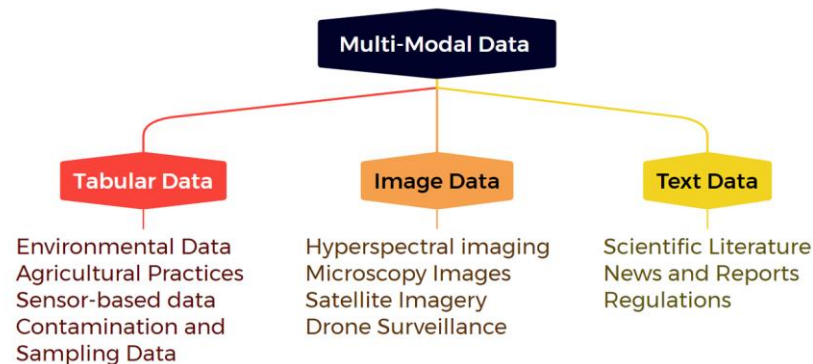 Multi-Modal Data
Tabular Data
Environmental Data
Agricultural Practices
Sensor-based data
Contamination and
Sampling Data
Image Data
Hyperspectral imaging
Microscopy Images
Satellite Imagery
Drone Surveillance
Text Data
Scientific Literature
News and Reports
Regulations